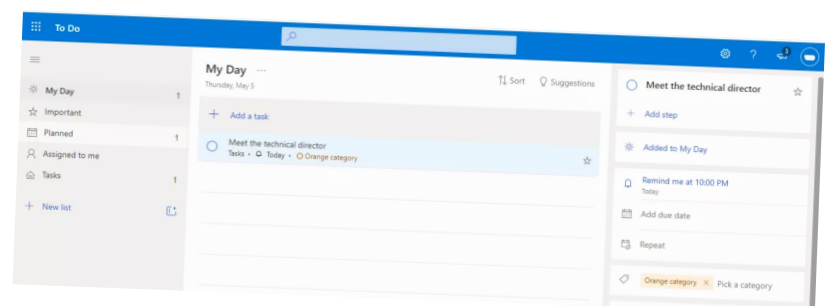 To Do
My Day 1
Important
Planned 1
Assigned to me
Tasks 1
New list
My Day ...
Thursday, May 5
Sort
Suggestions
Add a task
Meet the technical director
Tasks • Today • Orange category
3
Meet the technical director
Add step
Added to My Day
Remind me at 10:00 PM
Today
Add due date
Repeat
Orange category × Pick a category